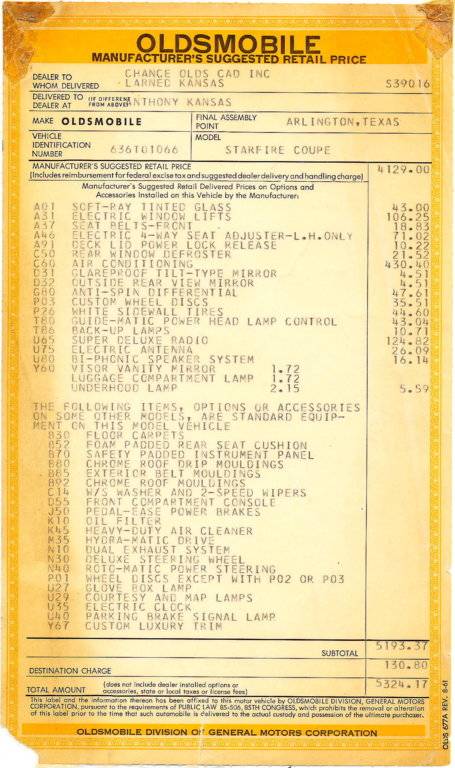 OLDSMOBILE
MANUFACTURER'S SUGGESTED RETAIL PRICE
DEALER TO WHOM DELIVERED CHANCE OLDS CAD INC
LARNED KANSAS S39016
DELIVERED TO DEALER AT (IF DIFFERENT FROM ABOVE) ANTHONY KANSAS
MAKE OLDSMOBILE FINAL ASSEMBLY POINT ARLINGTON,TEXAS
VEHICLE IDENTIFICATION NUMBER 636T01066 MODEL STARFIRE COUPE
MANUFACTURER'S SUGGESTED RETAIL PRICE 4129.00
(Includes reimbursement for federal excise tax and suggested dealer delivery and handling charge)
Manufacturer's Suggested Retail Delivered Prices on Options and
Accessories Installed on this Vehicle by the Manufacturer:
A01 SOFT-RAY TINTED GLASS 43.00
A31 ELECTRIC WINDOW LIFTS 106.25
A37 SEAT BELTS-FRONT 18.83
A46 ELECTRIC 4-WAY SEAT ADJUSTER-L.H.ONLY 71.02
A91 DECK LID POWER LOCK RELEASE 10.22
C50 REAR WINDOW DEFROSTER 21.52
C60 AIR CONDITIONING 430.40
D31 GLAREPROOF TILT-TYPE MIRROR 4.51
D32 OUTSIDE REAR VIEW MIRROR 4.51
G80 ANTI-SPIN DIFFERENTIAL 47.61
P03 CUSTOM WHEEL DISCS 35.51
P26 WHITE SIDEWALL TIRES 44.60
T80 GUIDE-MATIC POWER HEAD LAMP CONTROL 43.04
T86 BACK-UP LAMPS 10.71
U65 SUPER DELUXE RADIO 124.82
U75 ELECTRIC ANTENNA 26.09
U80 BI-PHONIC SPEAKER SYSTEM 16.14
Y60 VISOR VANITY MIRROR 1.72
LUGGAGE COMPARTMENT LAMP 1.72
UNDERHOOD LAMP 2.15 5.59
THE FOLLOWING ITEMS, OPTIONS OR ACCESSORIES
ON SOME OTHER MODELS, ARE STANDARD EQUIP-
MENT ON THIS MODEL VEHICLE
B30 FLOOR CARPETS
B52 FOAM PADDED REAR SEAT CUSHION
B70 SAFETY PADDED INSTRUMENT PANEL
B80 CHROME ROOF DRIP MOULDINGS
B85 EXTERIOR BELT MOULDINGS
B92 CHROME ROOF MOULDINGS
C14 W/S WASHER AND 2-SPEED WIPERS
D55 FRONT COMPARTMENT CONSOLE
J50 PEDAL-EASE POWER BRAKES
K10 OIL FILTER
K45 HEAVY-DUTY AIR CLEANER
M35 HYDRA-MATIC DRIVE
N10 DUAL EXHAUST SYSTEM
N30 DELUXE STEERING WHEEL
N40 ROTO-MATIC POWER STEERING
P01 WHEEL DISCS EXCEPT WITH P02 OR P03
U27 GLOVE BOX LAMP
U29 COURTESY AND MAP LAMPS
U35 ELECTRIC CLOCK
U40 PARKING BRAKE SIGNAL LAMP
Y67 CUSTOM LUXURY TRIM
SUBTOTAL 5193.37
DESTINATION CHARGE 130.80
TOTAL AMOUNT (does not include dealer installed options or accessories, state or local taxes or license fees) 5324.17
This label and the information thereon has been affixed to this motor vehicle by OLDSMOBILE DIVISION, GENERAL MOTORS
CORPORATION, pursuant to the requirements of PUBLIC LAW 85-506, 85TH CONGRESS, which prohibits the removal or alteration
of this label prior to the time that such automobile is delivered to the actual custody and possession of the ultimate purchaser.
OLDSMOBILE DIVISION OF GENERAL MOTORS CORPORATION
OLDS 677A REV. 8-61